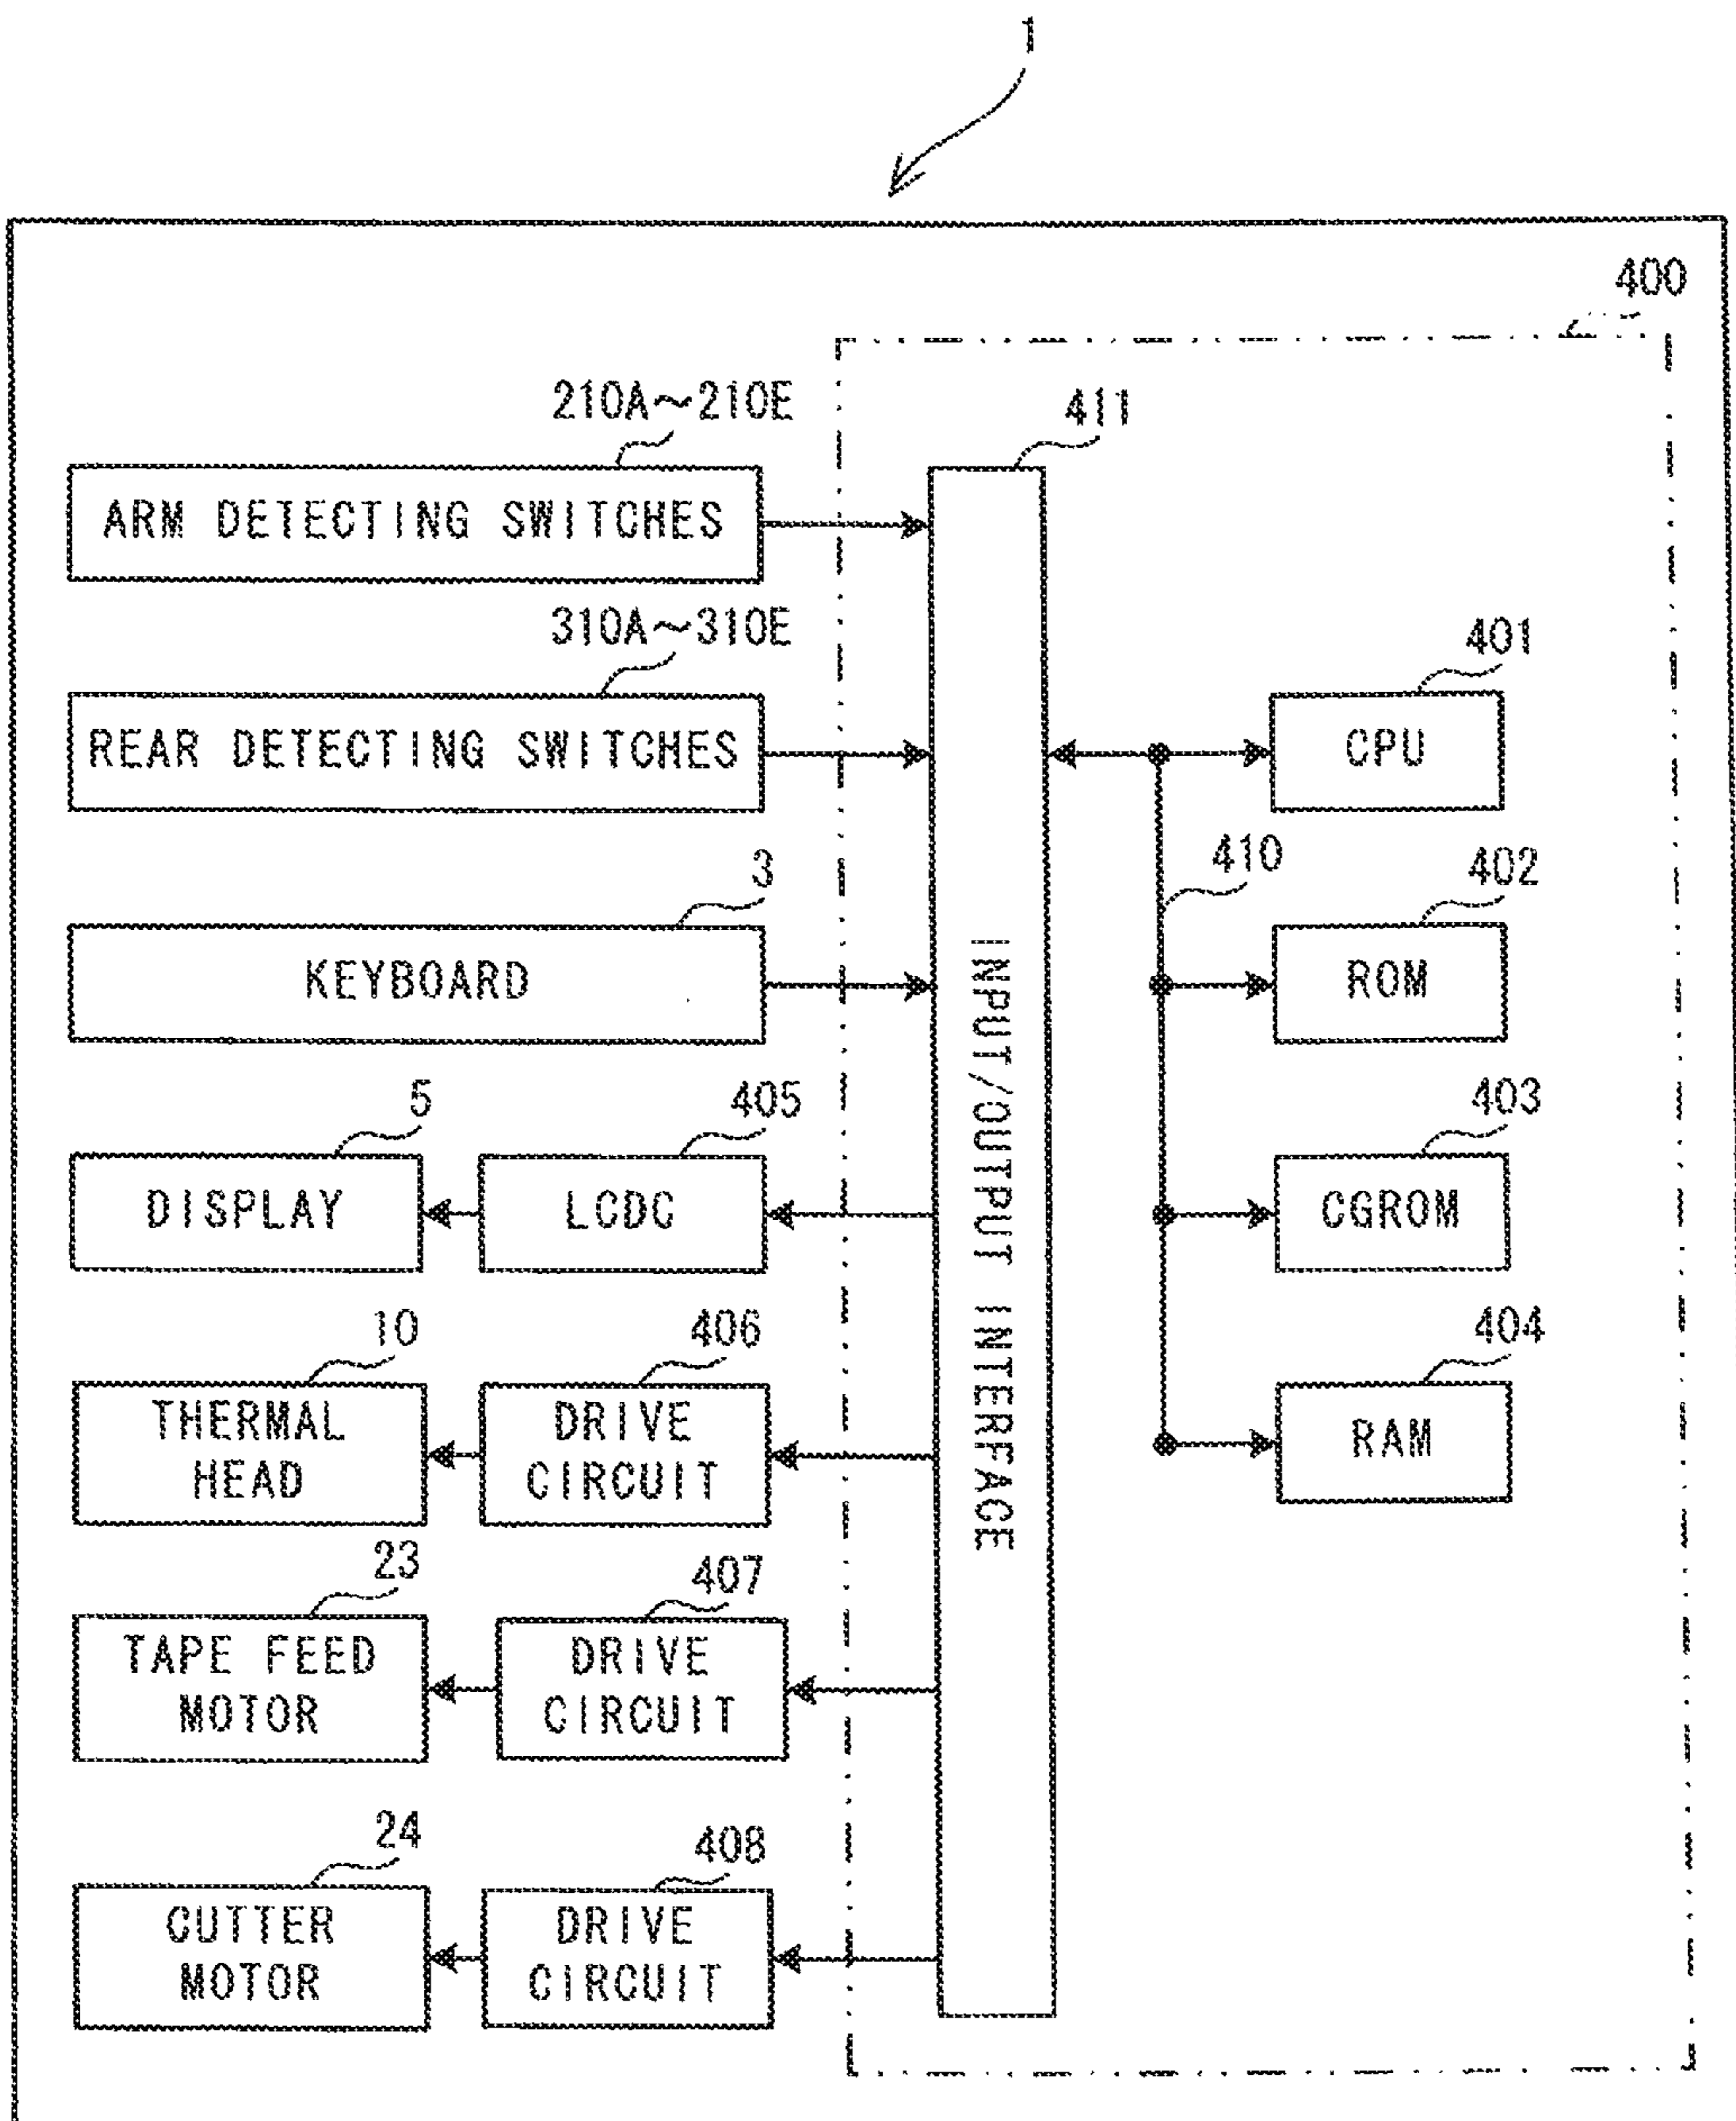 1
400
210A~210E
411
ARM DETECTING SWITCHES
310A~310E
401
REAR DETECTING SWITCHES
CPU
3
410
402
KEYBOARD
ROM
INPUT/OUTPUT INTERFACE
5
405
403
DISPLAY
LCDC
CGROM
10
406
404
THERMAL
HEAD
DRIVE
CIRCUIT
RAM
23
407
TAPE FEED
MOTOR
DRIVE
CIRCUIT
24
408
CUTTER
MOTOR
DRIVE
CIRCUIT